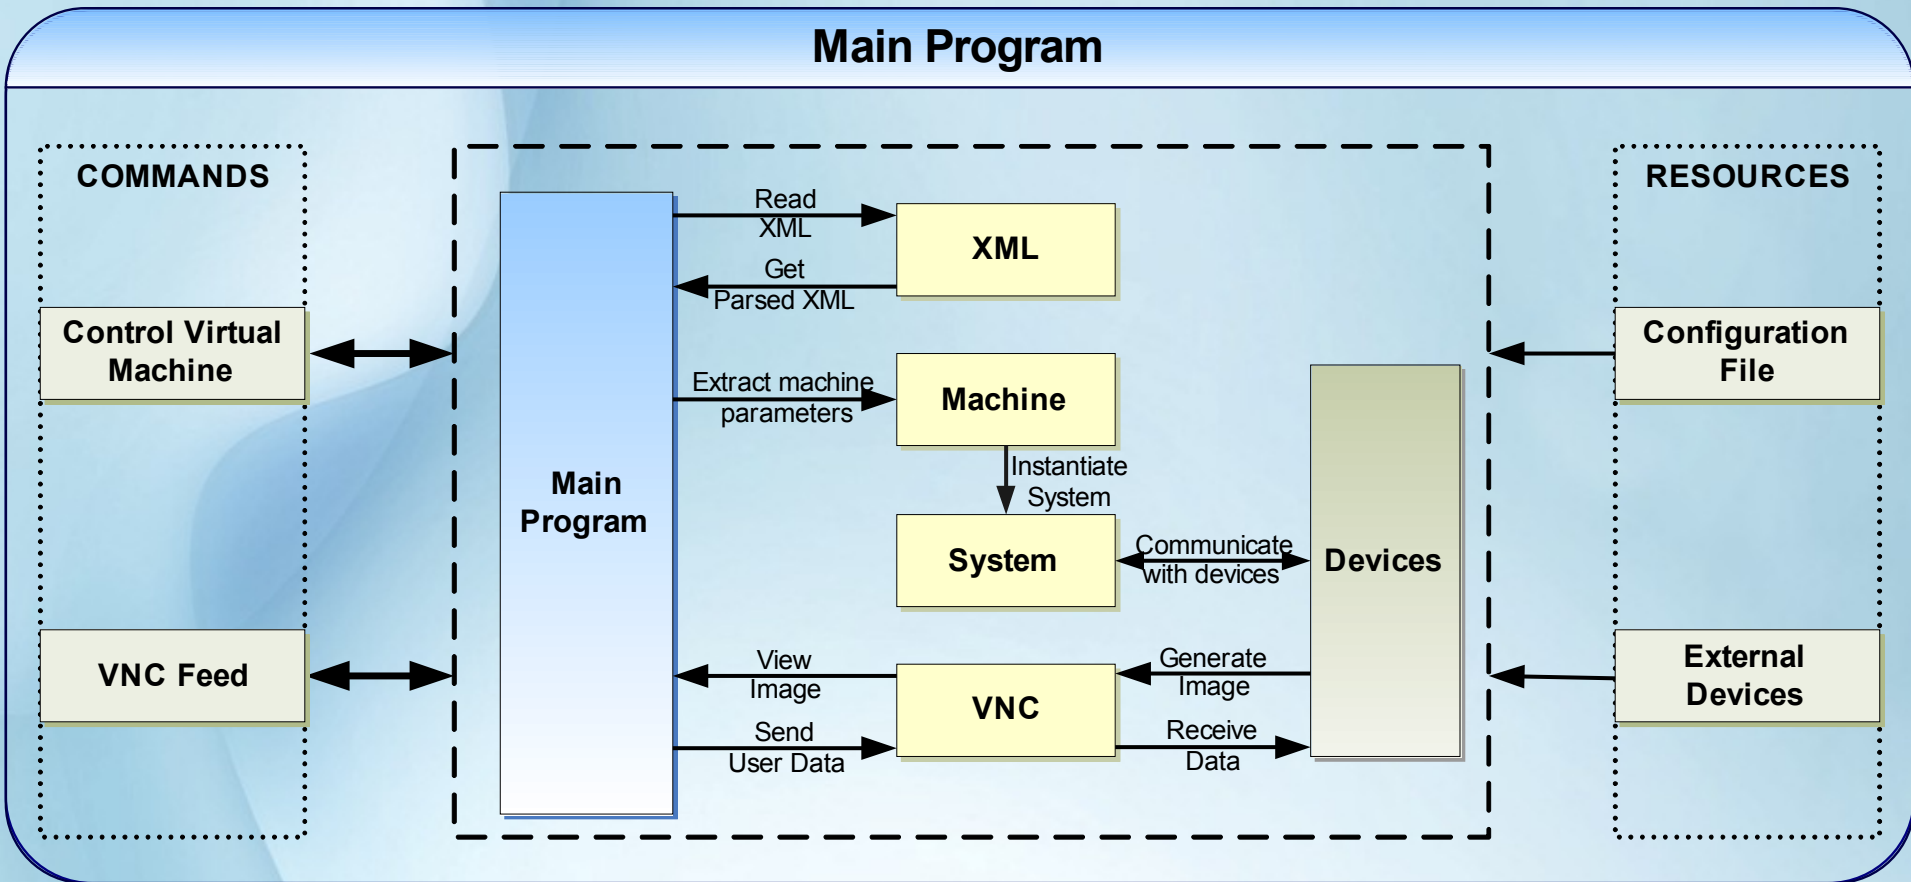 Main Program
COMMANDS
Control Virtual
Machine
VNC Feed
Main
Program
Read
XML
Get
Parsed XML
XML
Extract machine
parameters
Machine
Instantiate
System
System
Communicate
with devices
Devices
View
Image
Send
User Data
VNC
Generate
Image
Receive
Data
RESOURCES
Configuration
File
External
Devices